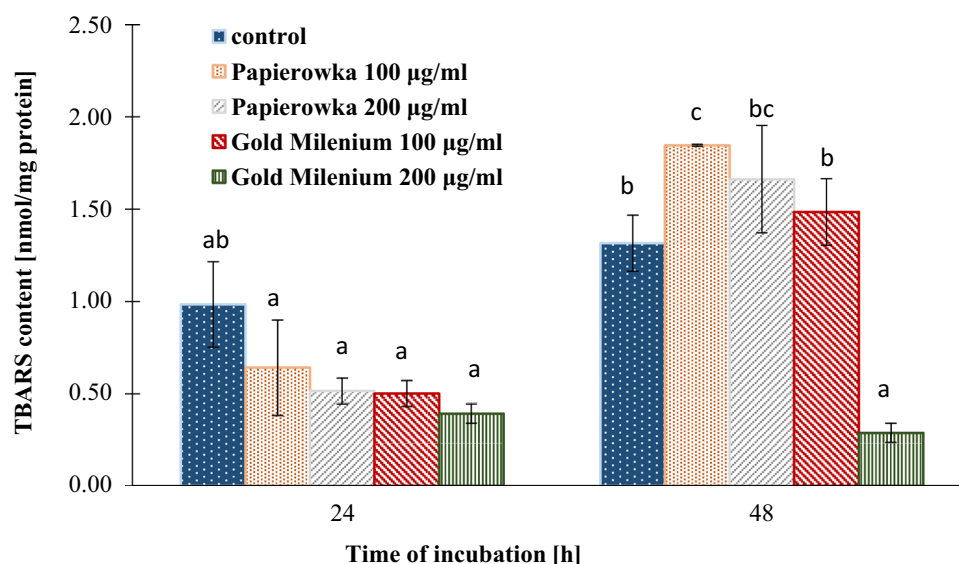 TBARS content [nmol/mg protein]
2.50
2.00
1.50
1.00
0.50
0.00
control
Papierowka 100 µg/ml
Papierowka 200 µg/ml
Gold Milenium 100 µg/ml
Gold Milenium 200 µg/ml
ab
a
a
a
a
b
c
bc
b
a
24
48
Time of incubation [h]